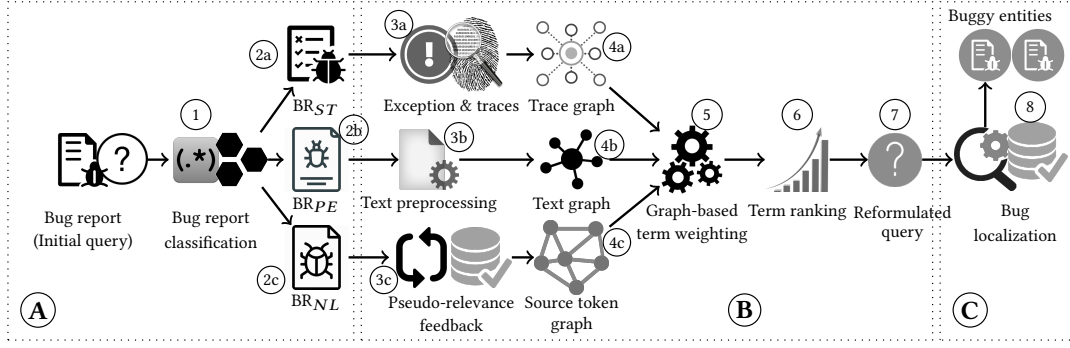 Buggy entities
2a
3a
4a
BR_ST
Exception & traces
Trace graph
1
(.*)
2b
3b
4b
5
6
7
8
?
?
!
Bug report
(Initial query)
Bug report
classification
BR_PE
Text preprocessing
Text graph
Graph-based
term weighting
Term ranking
Reformulated
query
Bug
localization
2c
3c
4c
BR_NL
Pseudo-relevance
feedback
Source token
graph
A
B
C